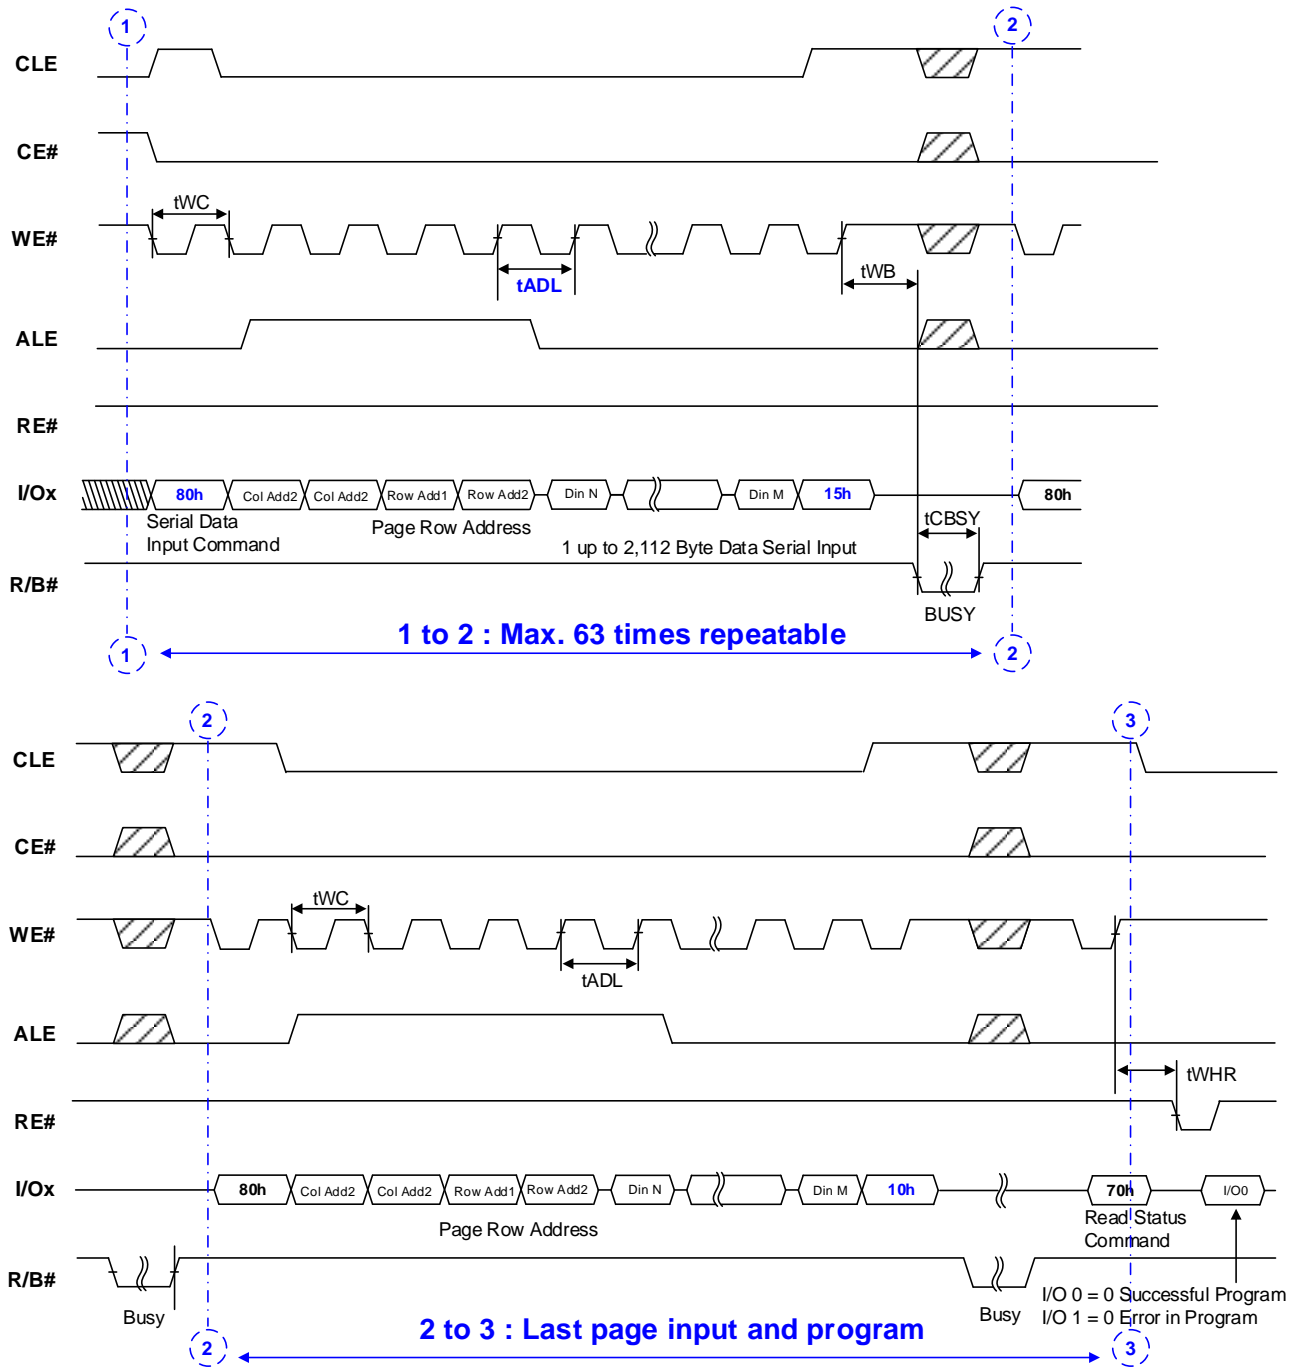 1 2
CLE
CE#
tWC
WE#
tWB
tADL
ALE
RE#
I/Ox 80h Col Add2 Col Add2 Row Add1 Row Add2 Din N Din M 15h 80h
Serial Data
Input Command
Page Row Address
tCBSY
1 up to 2,112 Byte Data Serial Input
R/B#
BUSY
1 to 2 : Max. 63 times repeatable
1 2
2 3
CLE
CE#
tWC
WE#
tADL
ALE
tWHR
RE#
I/Ox 80h Col Add2 Col Add2 Row Add1 Row Add2 Din N Din M 10h 70h I/O0
Page Row Address
Read Status
Command
R/B#
Busy Busy
I/O 0 = 0 Successful Program
I/O 1 = 0 Error in Program
2 to 3 : Last page input and program
2 3